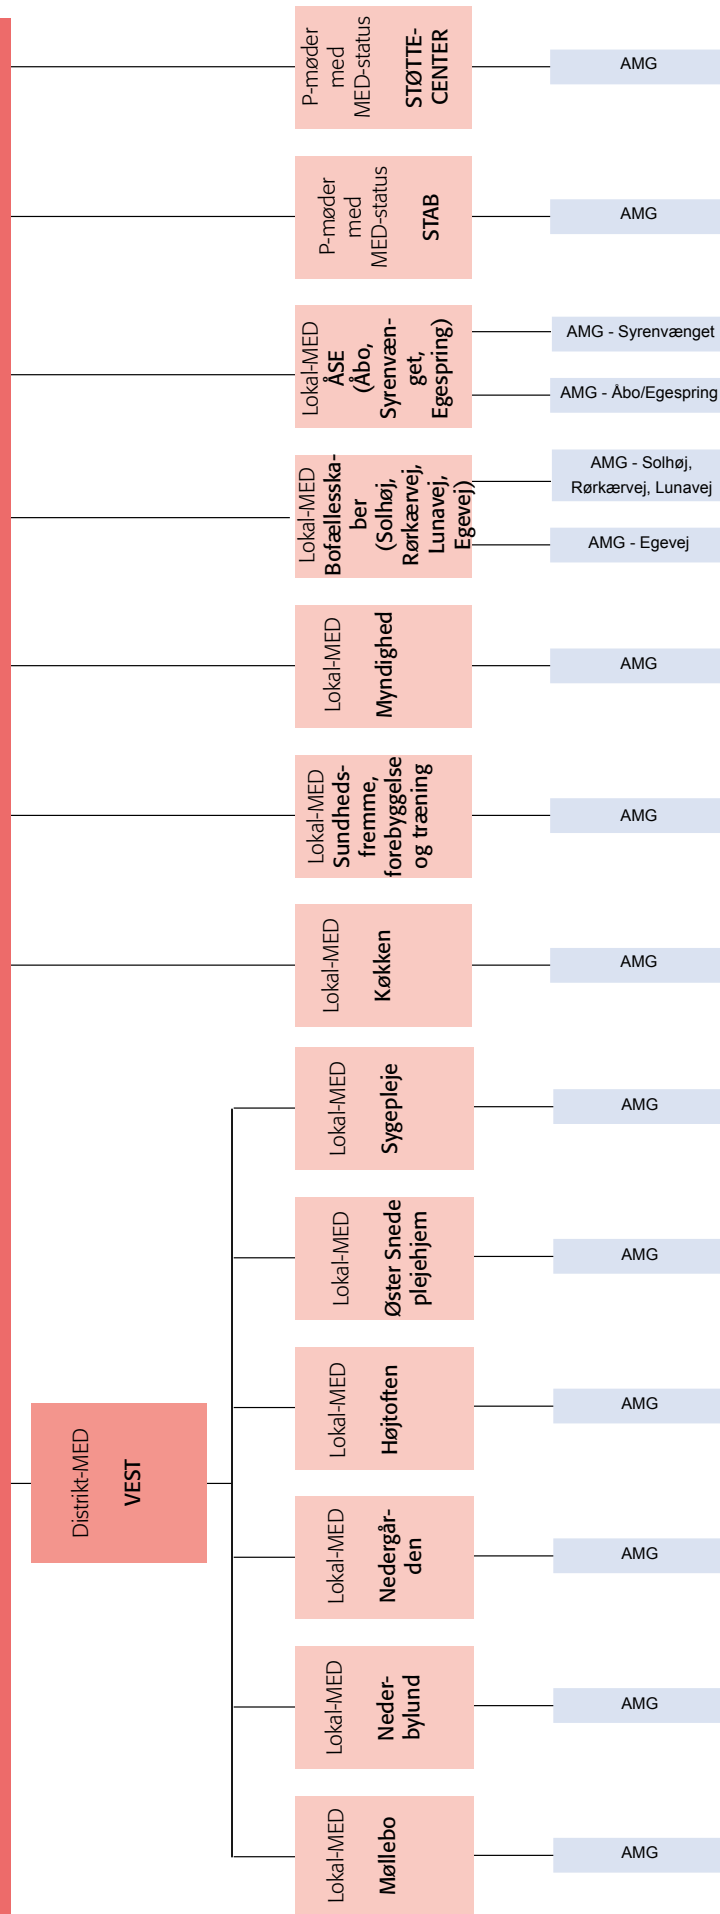 P-møder
med
MED-status
STØTTE-
CENTER
AMG
P-møder
med
MED-status
STAB
AMG
Lokal-MED
ÅSE
(Åbo,
Syrenvæn-
get,
Egespring)
AMG - Syrenvænget
AMG - Åbo/Egespring
Lokal-MED
Bofællesska-
ber
(Solhøj,
Rørkærvej,
Lunavej,
Egevej)
AMG - Solhøj,
Rørkærvej, Lunavej
AMG - Egevej
Lokal-MED
Myndighed
AMG
Lokal-MED
Sundheds-
fremme,
forebyggelse
og træning
AMG
Lokal-MED
Køkken
AMG
Distrikt-MED
VEST
Lokal-MED
Sygepleje
AMG
Lokal-MED
Øster Snede
plejehjem
AMG
Lokal-MED
Højtoften
AMG
Lokal-MED
Nedergår-
den
AMG
Lokal-MED
Neder-
bylund
AMG
Lokal-MED
Møllebo
AMG